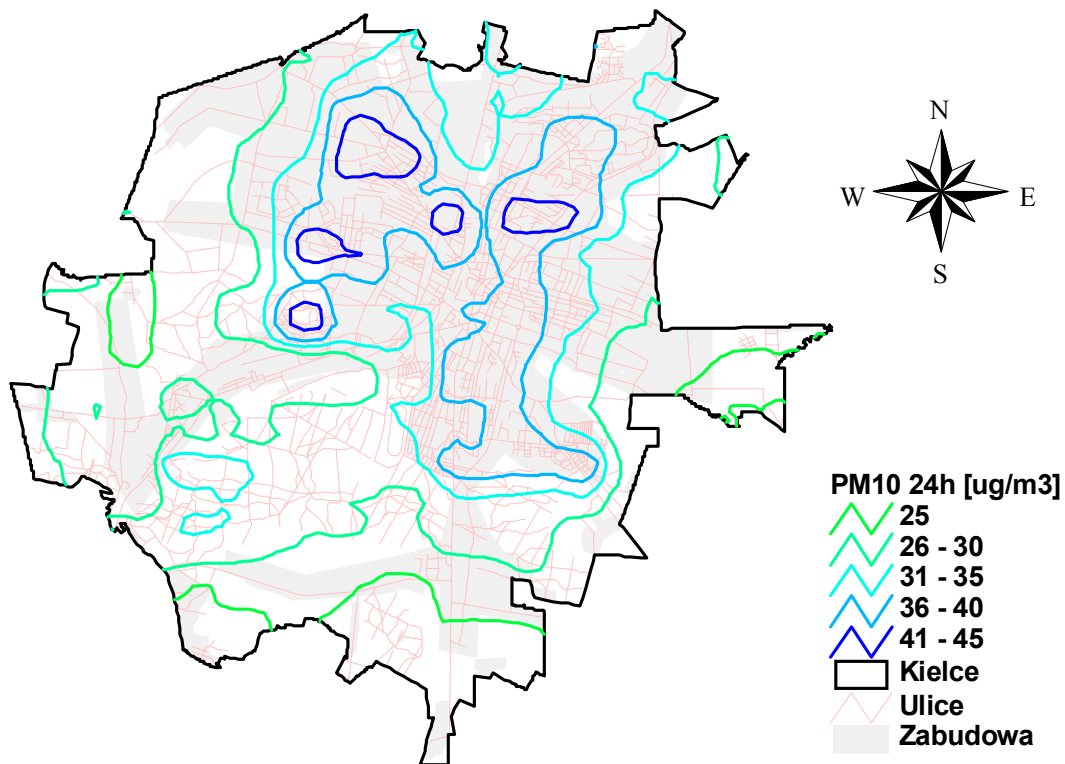 N
W
E
S
PM10 24h [ug/m3]
25
26 - 30
31 - 35
36 - 40
41 - 45
Kielce
Ulice
Zabudowa